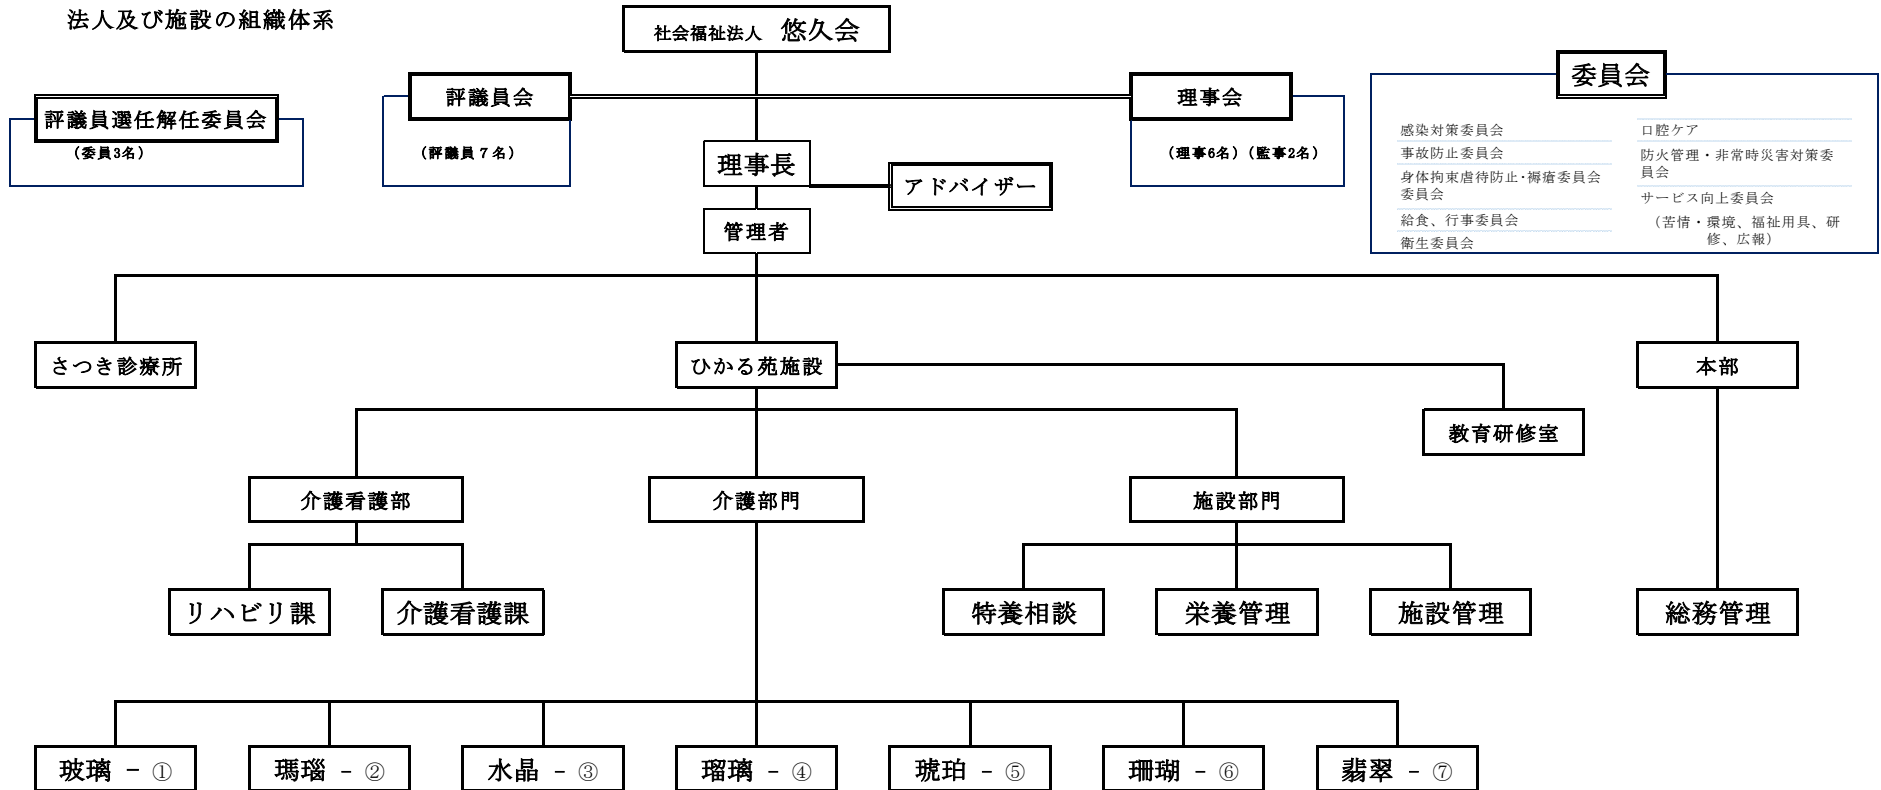 法人及び施設の組織体系
社会福祉法人 悠久会
評議員会
理事会
委員会
評議員選任解任委員会
(委員3名)
(評議員７名)
(理事6名)(監事2名)
感染対策委員会
事故防止委員会
身体拘束虐待防止･褥瘡委員会
委員会
給食、行事委員会
衛生委員会
口腔ケア
防火管理・非常時災害対策委
員会
サービス向上委員会
（苦情・環境、福祉用具、研
修、広報）
理事長
アドバイザー
管理者
さつき診療所
ひかる苑施設
本部
教育研修室
介護看護部
介護部門
施設部門
リハビリ課
介護看護課
特養相談
栄養管理
施設管理
総務管理
玻璃 － ①
瑪瑙 － ②
水晶 － ③
瑠璃 － ④
琥珀 － ⑤
珊瑚 － ⑥
翡翠 － ⑦